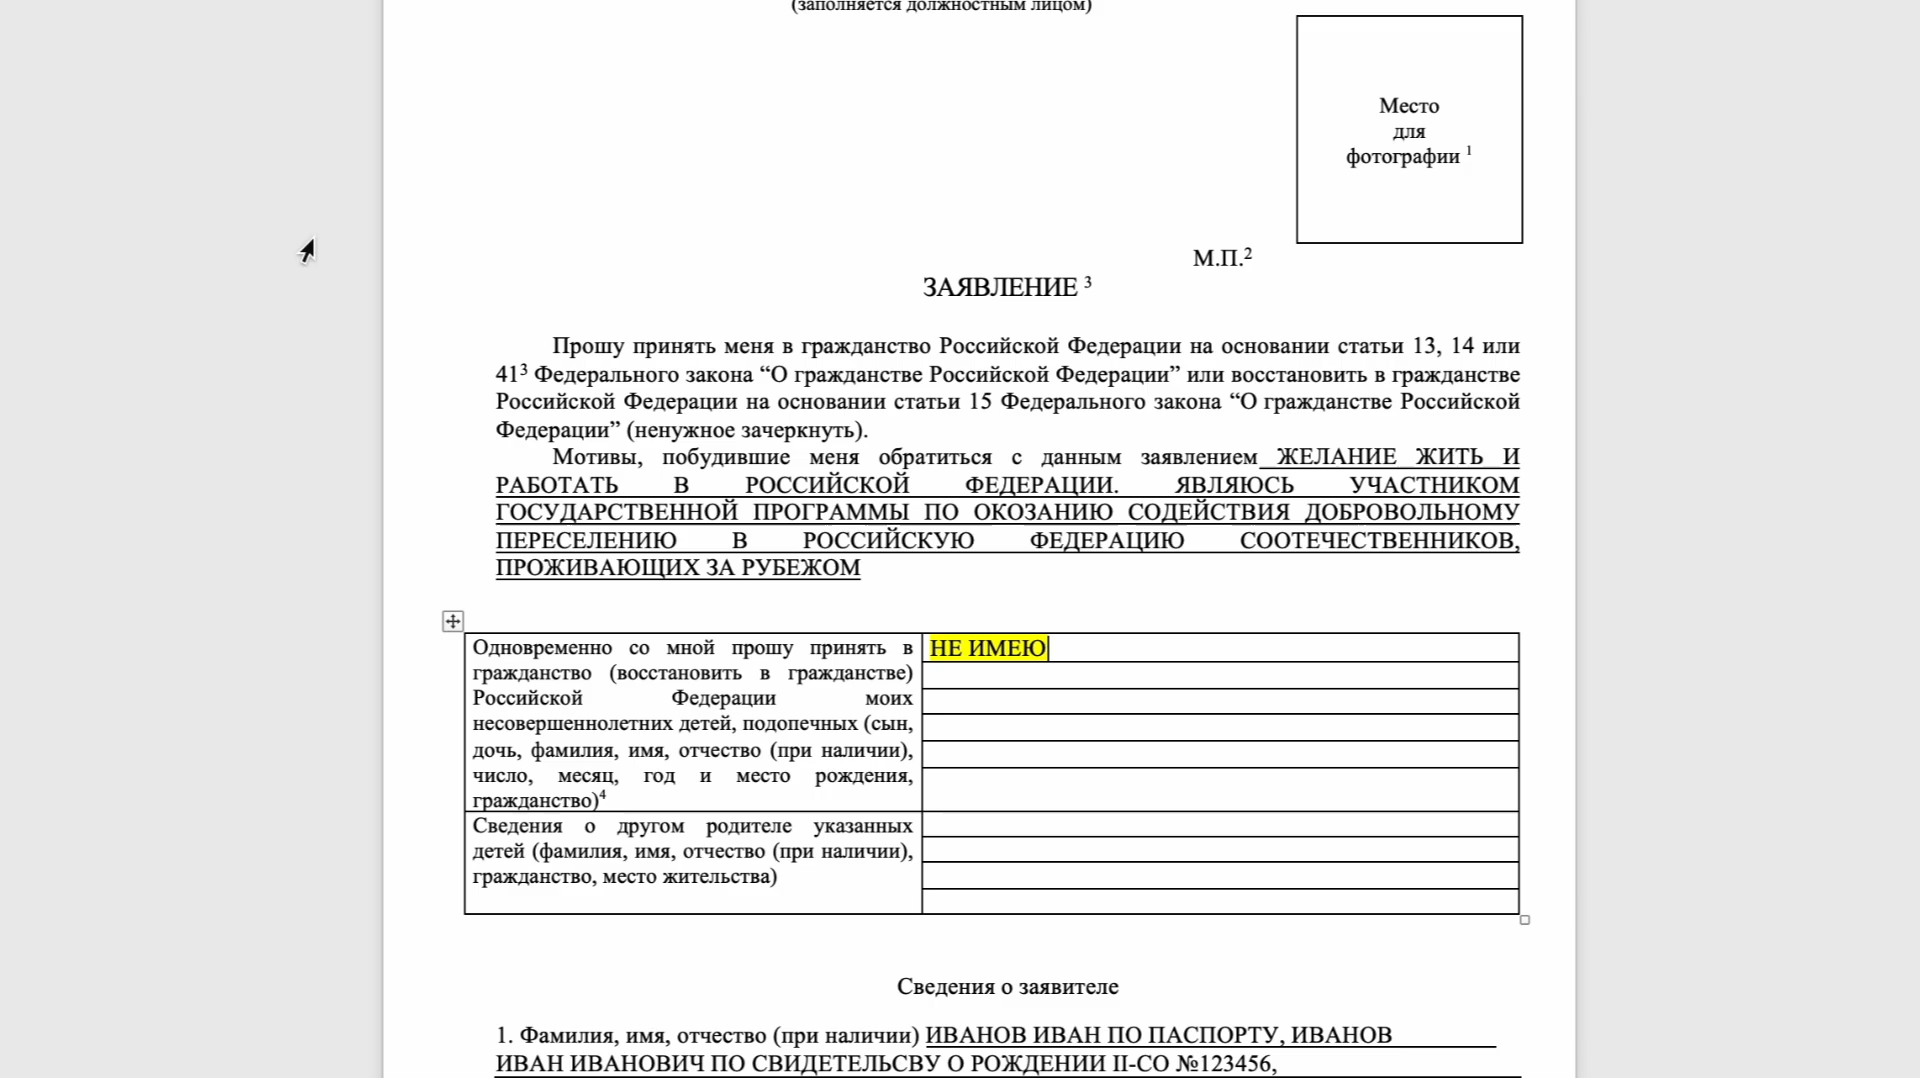 (заполняется должностным лицом)
Место
для
фотографии 1
М.П.2
ЗАЯВЛЕНИЕ 3
Прошу принять меня в гражданство Российской Федерации на основании статьи 13, 14 или
413 Федерального закона “О гражданстве Российской Федерации” или восстановить в гражданстве
Российской Федерации на основании статьи 15 Федерального закона “О гражданстве Российской
Федерации” (ненужное зачеркнуть).
Мотивы, побудившие меня обратиться с данным заявлением ЖЕЛАНИЕ ЖИТЬ И
РАБОТАТЬ В РОССИЙСКОЙ ФЕДЕРАЦИИ. ЯВЛЯЮСЬ УЧАСТНИКОМ
ГОСУДАРСТВЕННОЙ ПРОГРАММЫ ПО ОКОЗАНИЮ СОДЕЙСТВИЯ ДОБРОВОЛЬНОМУ
ПЕРЕСЕЛЕНИЮ В РОССИЙСКУЮ ФЕДЕРАЦИЮ СООТЕЧЕСТВЕННИКОВ,
ПРОЖИВАЮЩИХ ЗА РУБЕЖОМ
Одновременно со мной прошу принять в
гражданство (восстановить в гражданстве)
Российской Федерации моих
несовершеннолетних детей, подопечных (сын,
дочь, фамилия, имя, отчество (при наличии),
число, месяц, год и место рождения,
гражданство)4
НЕ ИМЕЮ
Сведения о другом родителе указанных
детей (фамилия, имя, отчество (при наличии),
гражданство, место жительства)
Сведения о заявителе
1. Фамилия, имя, отчество (при наличии) ИВАНОВ ИВАН ПО ПАСПОРТУ, ИВАНОВ
ИВАН ИВАНОВИЧ ПО СВИДЕТЕЛЬСВУ О РОЖДЕНИИ II-СО №123456,